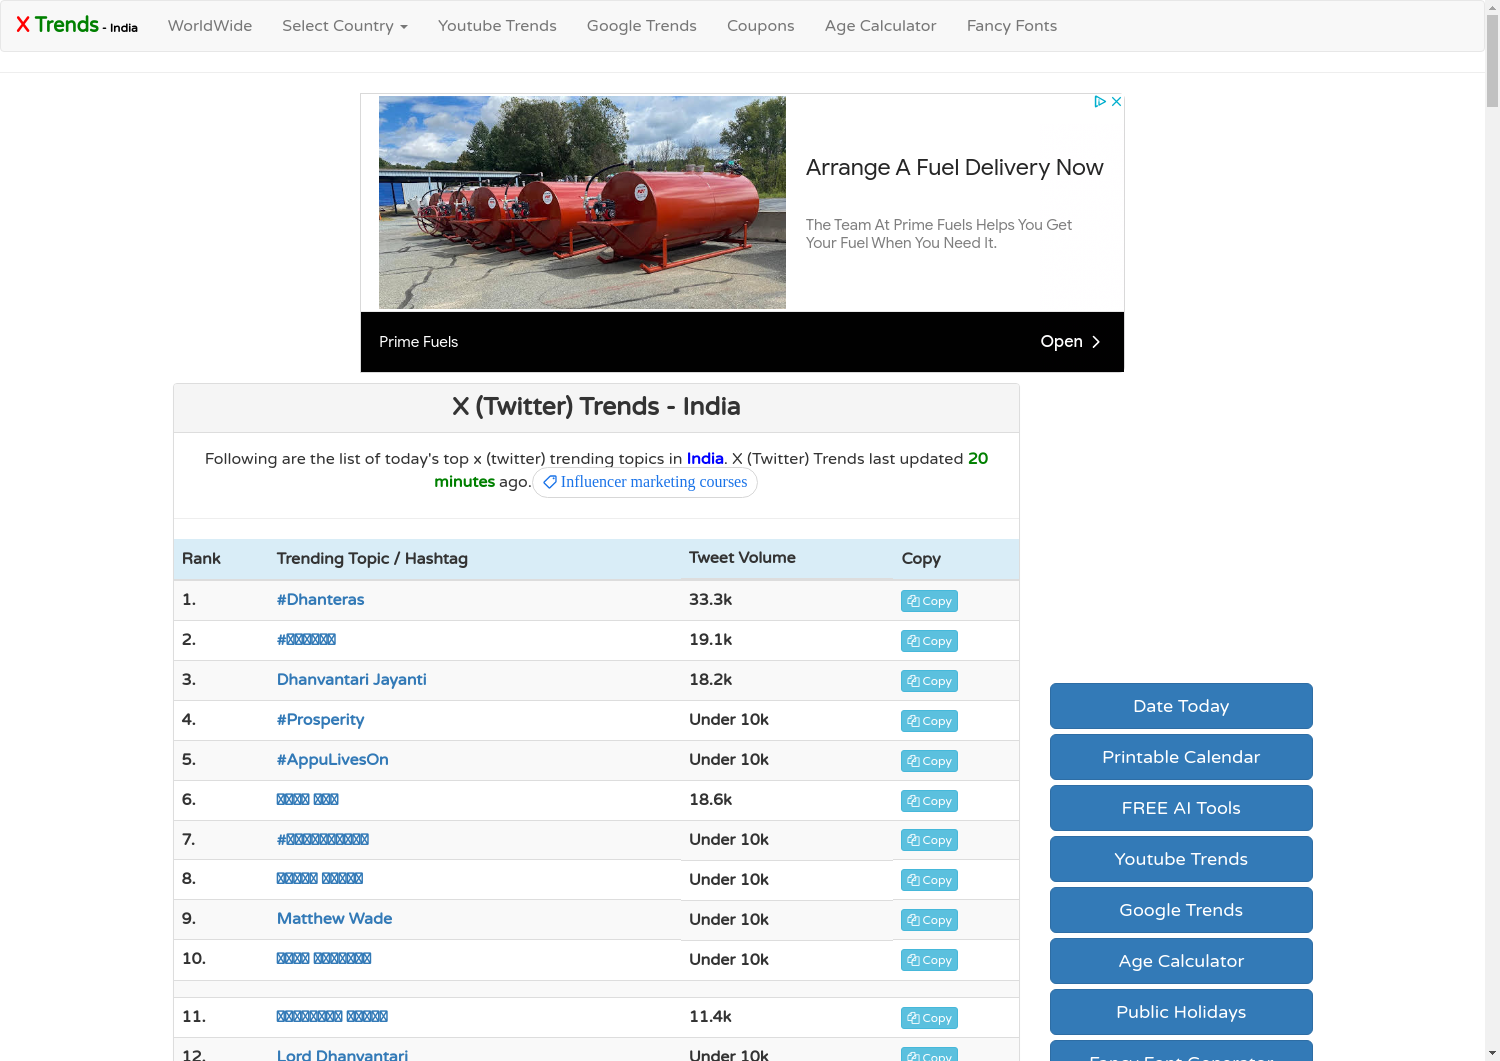 X Trends - India
WorldWide
Select Country
Youtube Trends
Google Trends
Coupons
Age Calculator
Fancy Fonts
Arrange A Fuel Delivery Now
The Team At Prime Fuels Helps You Get
Your Fuel When You Need It.
Prime Fuels
Open
X (Twitter) Trends - India
Following are the list of today's top x (twitter) trending topics in India. X (Twitter) Trends last updated 20
minutes ago. Influencer marketing courses
Rank Trending Topic / Hashtag Tweet Volume Copy
1. #Dhanteras 33.3k Copy
2. # 19.1k Copy
3. Dhanvantari Jayanti 18.2k Copy
4. #Prosperity Under 10k Copy
5. #AppuLivesOn Under 10k Copy
6. 18.6k Copy
7. # Under 10k Copy
8. Under 10k Copy
9. Matthew Wade Under 10k Copy
10. Under 10k Copy
11. 11.4k Copy
12. Lord Dhanvantari Under 10k Copy
Date Today
Printable Calendar
FREE AI Tools
Youtube Trends
Google Trends
Age Calculator
Public Holidays
Fancy Font Generator